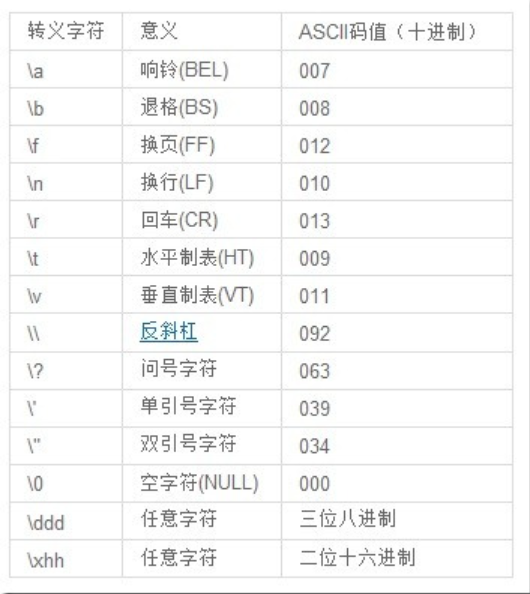 转义字符 意义 ASCII码值（十进制）
\a 响铃(BEL) 007
\b 退格(BS) 008
\f 换页(FF) 012
\n 换行(LF) 010
\r 回车(CR) 013
\t 水平制表(HT) 009
\v 垂直制表(VT) 011
\\ 反斜杠 092
\? 问号字符 063
\' 单引号字符 039
\" 双引号字符 034
\0 空字符(NULL) 000
\ddd 任意字符 三位八进制
\xhh 任意字符 二位十六进制